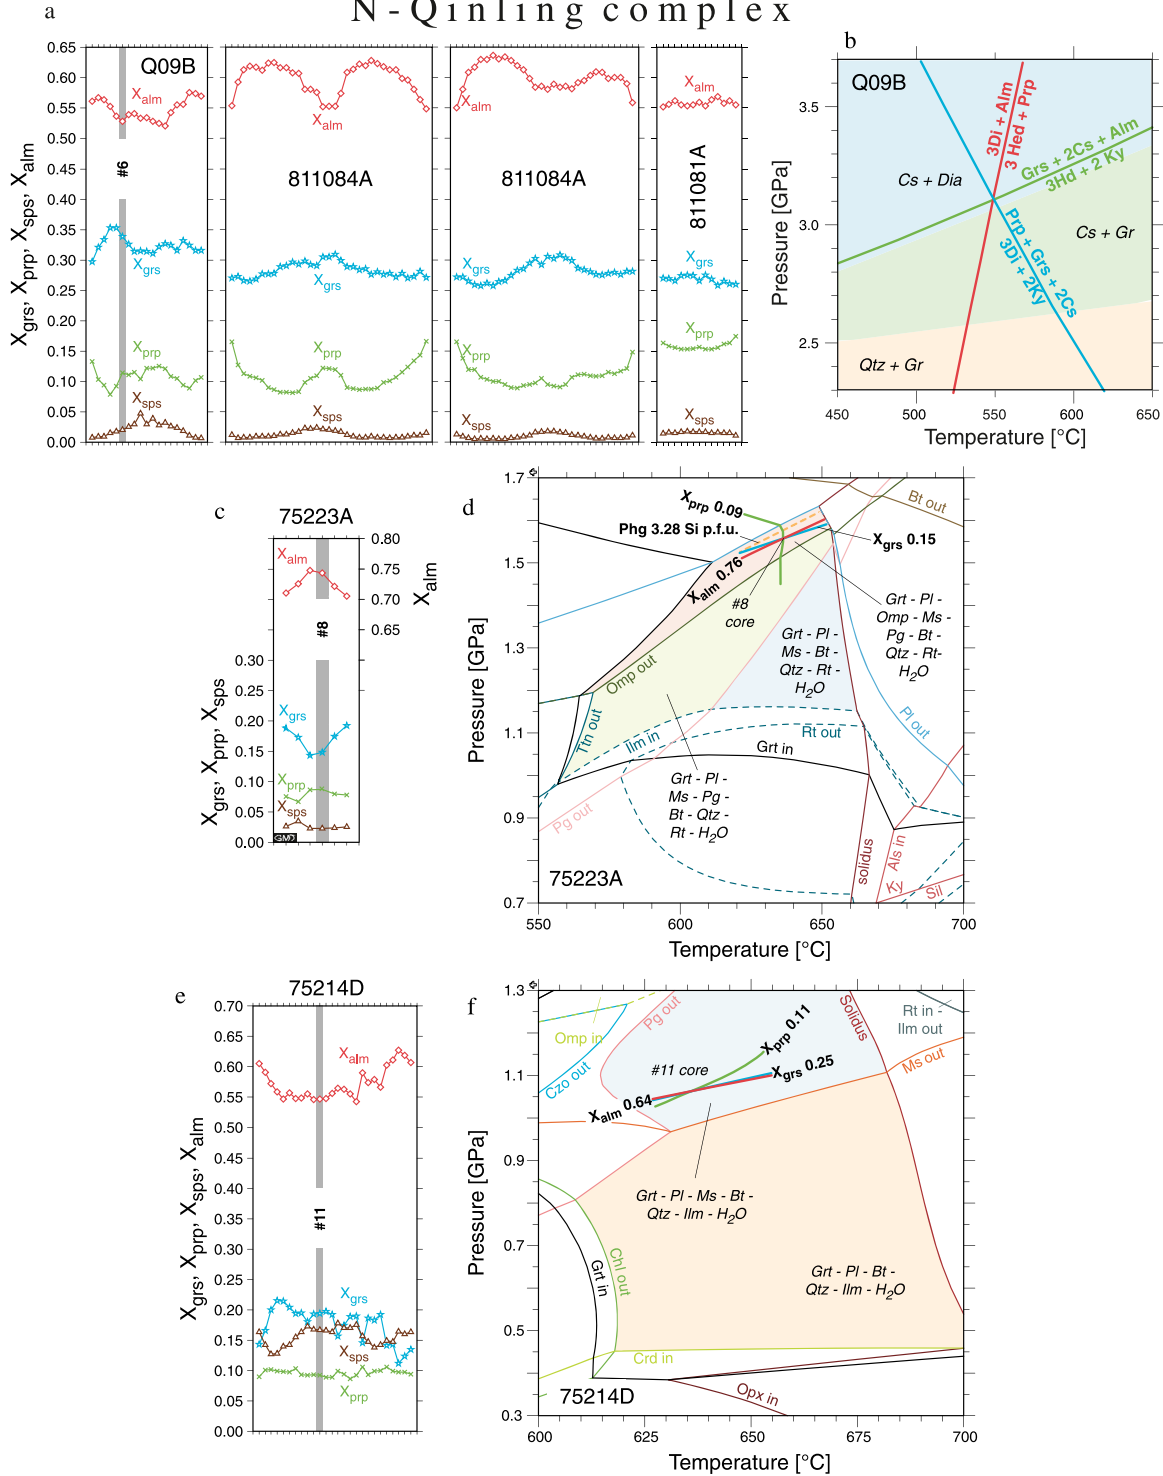 N-Qinling complex
a
Q09B
811084A
811084A
811081A
Xgrs, Xprp, Xsps, Xalm
0.65
0.60
0.55
0.50
0.45
0.40
0.35
0.30
0.25
0.20
0.15
0.10
0.05
0.00
#6
Xalm
Xgrs
Xprp
Xsps
Xalm
Xgrs
Xprp
Xsps
Xalm
Xgrs
Xprp
Xsps
Xalm
Xgrs
Xprp
Xsps
b
Q09B
Pressure [GPa]
3.5
3.0
2.5
450
500
550
600
650
Temperature [°C]
3Di + Alm
3 Hed + Prp
Grs + 2Cs + Alm
3Hd + 2 Ky
Prp + Grs + 2Cs
3Di + 2Ky
Cs + Dia
Cs + Gr
Qtz + Gr
c
75223A
Xalm
0.80
0.75
0.70
0.65
Xalm
#8
Xgrs, Xprp, Xsps
0.30
0.25
0.20
0.15
0.10
0.05
0.00
Xgrs
Xprp
Xsps
GMD
d
Pressure [GPa]
1.7
1.5
1.3
1.1
0.9
0.7
550
600
650
700
Temperature [°C]
Xprp 0.09
Phg 3.28 Si p.f.u.
Xalm 0.76
Xgrs 0.15
#8
core
Bt out
Omp out
Ttn out
Ilm in
Rt out
Grt in
Pg out
Pl out
solidus
Als in
Ky
Sil
Grt - Pl -
Omp - Ms -
Pg - Bt -
Qtz - Rt-
H2O
Grt - Pl -
Ms - Bt -
Qtz - Rt -
H2O
Grt - Pl -
Ms - Pg -
Bt - Qtz -
Rt - H2O
75223A
e
75214D
Xgrs, Xprp, Xsps, Xalm
0.70
0.65
0.60
0.55
0.50
0.45
0.40
0.35
0.30
0.25
0.20
0.15
0.10
0.05
0.00
Xalm
#11
Xgrs
Xsps
Xprp
f
Pressure [GPa]
1.3
1.1
0.9
0.7
0.5
0.3
600
625
650
675
700
Temperature [°C]
Omp in
Czo out
Pg out
#11 core
Xprp 0.11
Xgrs 0.25
Xalm 0.64
Solidus
Rt in -
Ilm out
Ms out
Grt - Pl - Ms - Bt -
Qtz - Ilm - H2O
Grt - Pl - Bt -
Qtz - Ilm - H2O
Grt in
Chl out
Crd in
Opx in
75214D